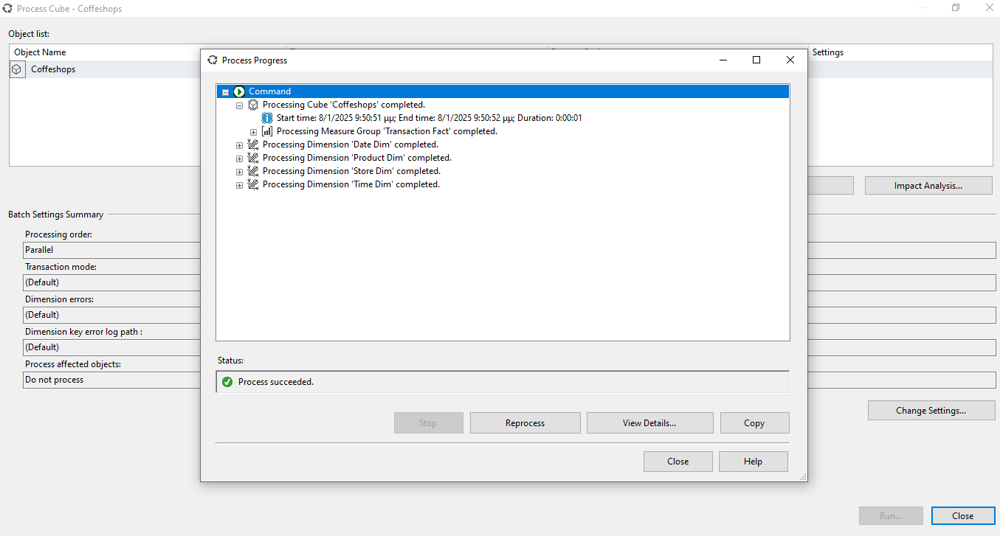 Process Cube - Coffeshops
Object list:
Object Name
Settings
Coffeshops
Process Progress
Command
Processing Cube 'Coffeshops' completed.
Start time: 8/1/2025 9:50:51 μμ; End time: 8/1/2025 9:50:52 μμ; Duration: 0:00:01
Processing Measure Group 'Transaction Fact' completed.
Processing Dimension 'Date Dim' completed.
Processing Dimension 'Product Dim' completed.
Processing Dimension 'Store Dim' completed.
Processing Dimension 'Time Dim' completed.
Impact Analysis...
Batch Settings Summary
Processing order:
Parallel
Transaction mode:
(Default)
Dimension errors:
(Default)
Dimension key error log path :
(Default)
Process affected objects:
Do not process
Status:
Process succeeded.
Stop
Reprocess
View Details...
Copy
Change Settings...
Close
Help
Run...
Close